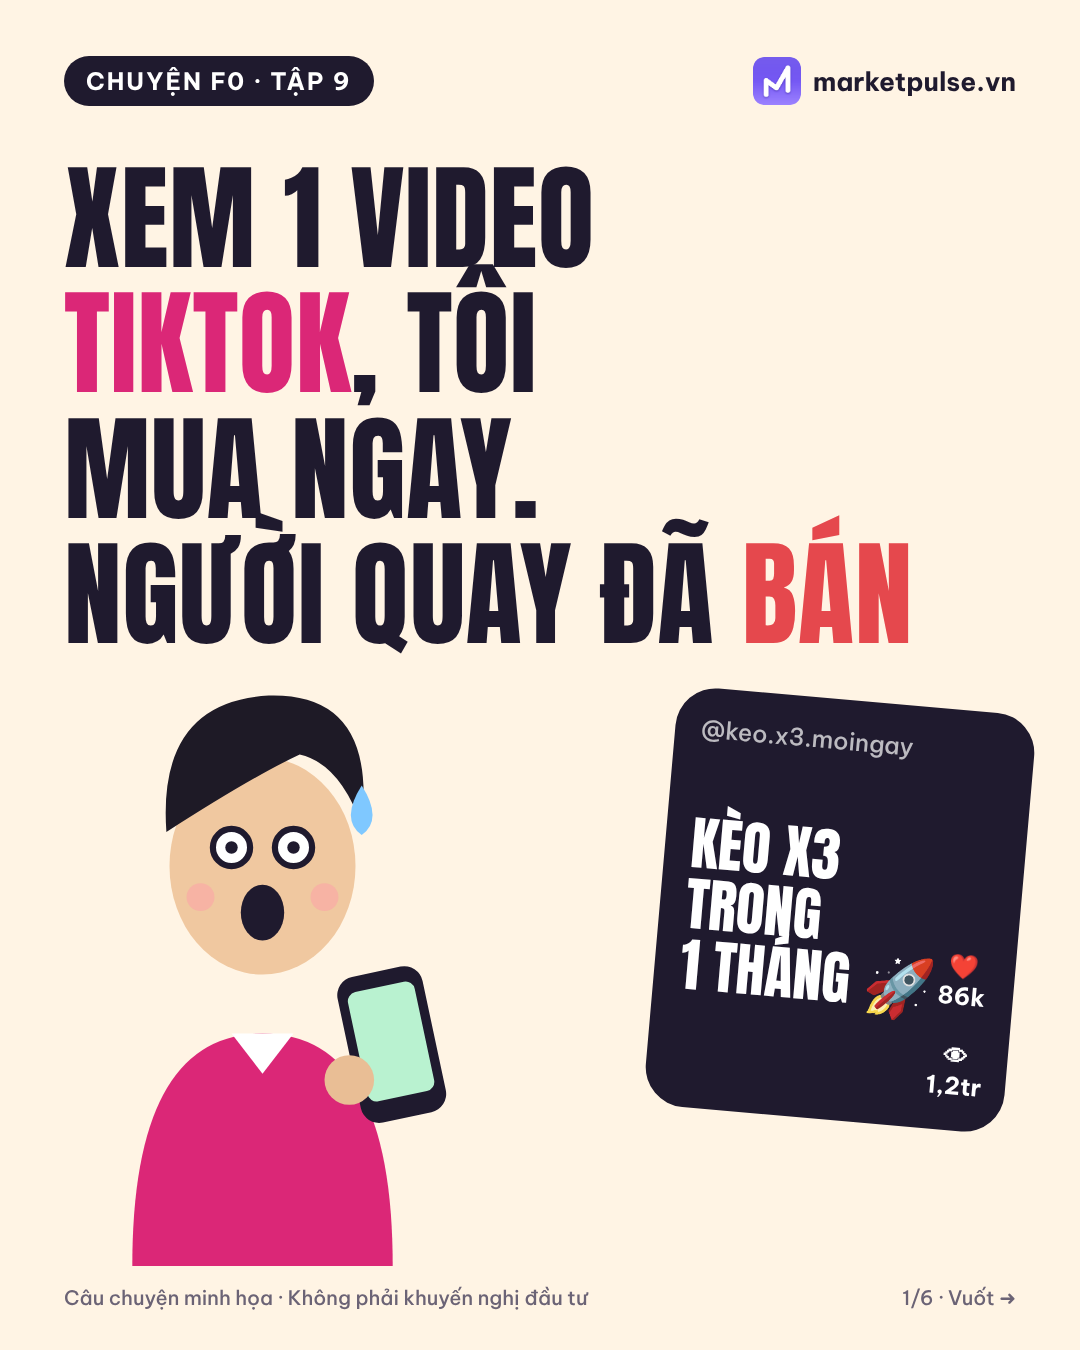 CHUYỆN F0 · TẬP 9
marketpulse.vn
XEM 1 VIDEO
TIKTOK, TÔI
MUA NGAY.
NGƯỜI QUAY ĐÃ BÁN
@keo.x3.moingay
KÈO X3
TRONG
1 THÁNG 🚀
❤️
86k
👁
1,2tr
Câu chuyện minh họa · Không phải khuyến nghị đầu tư
1/6 · Vuốt →